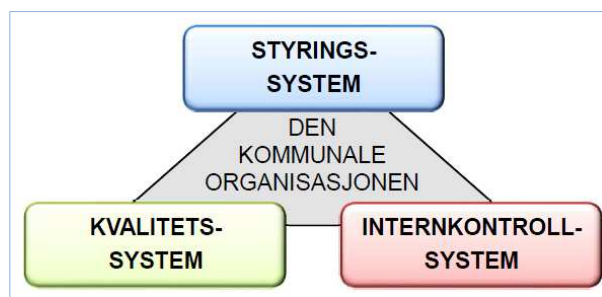 STYRINGS-
SYSTEM
DEN
KOMMUNALE
ORGANISASJONEN
KVALITETS-
SYSTEM
INTERNKONTROLL-
SYSTEM